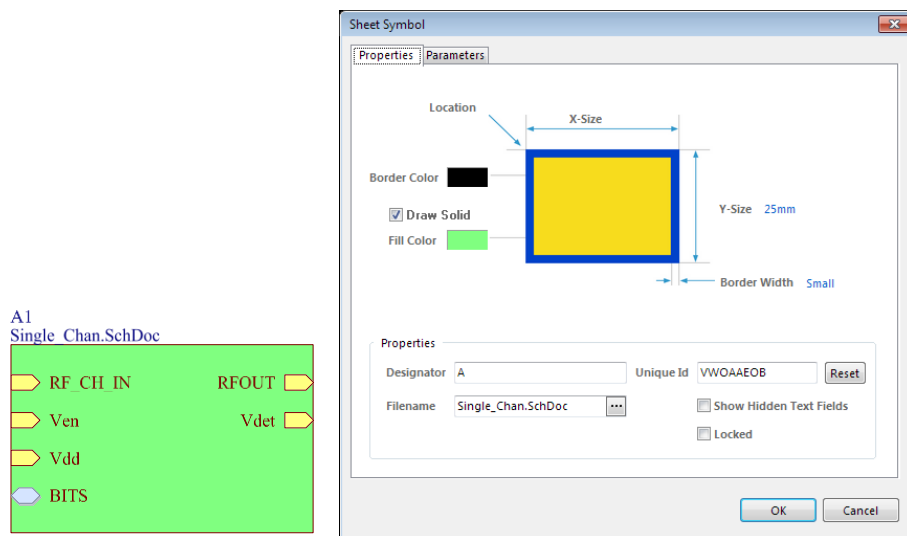 A1
Single_Chan.SchDoc
RF_CH_IN RFOUT
Ven Vdet
Vdd
BITS
Sheet Symbol
Properties Parameters
Location
X-Size
Border Color
Draw Solid
Fill Color
Y-Size 25mm
Border Width Small
Properties
Designator A Unique Id VWOAAEOB Reset
Filename Single_Chan.SchDoc ... Show Hidden Text Fields
Locked
OK Cancel